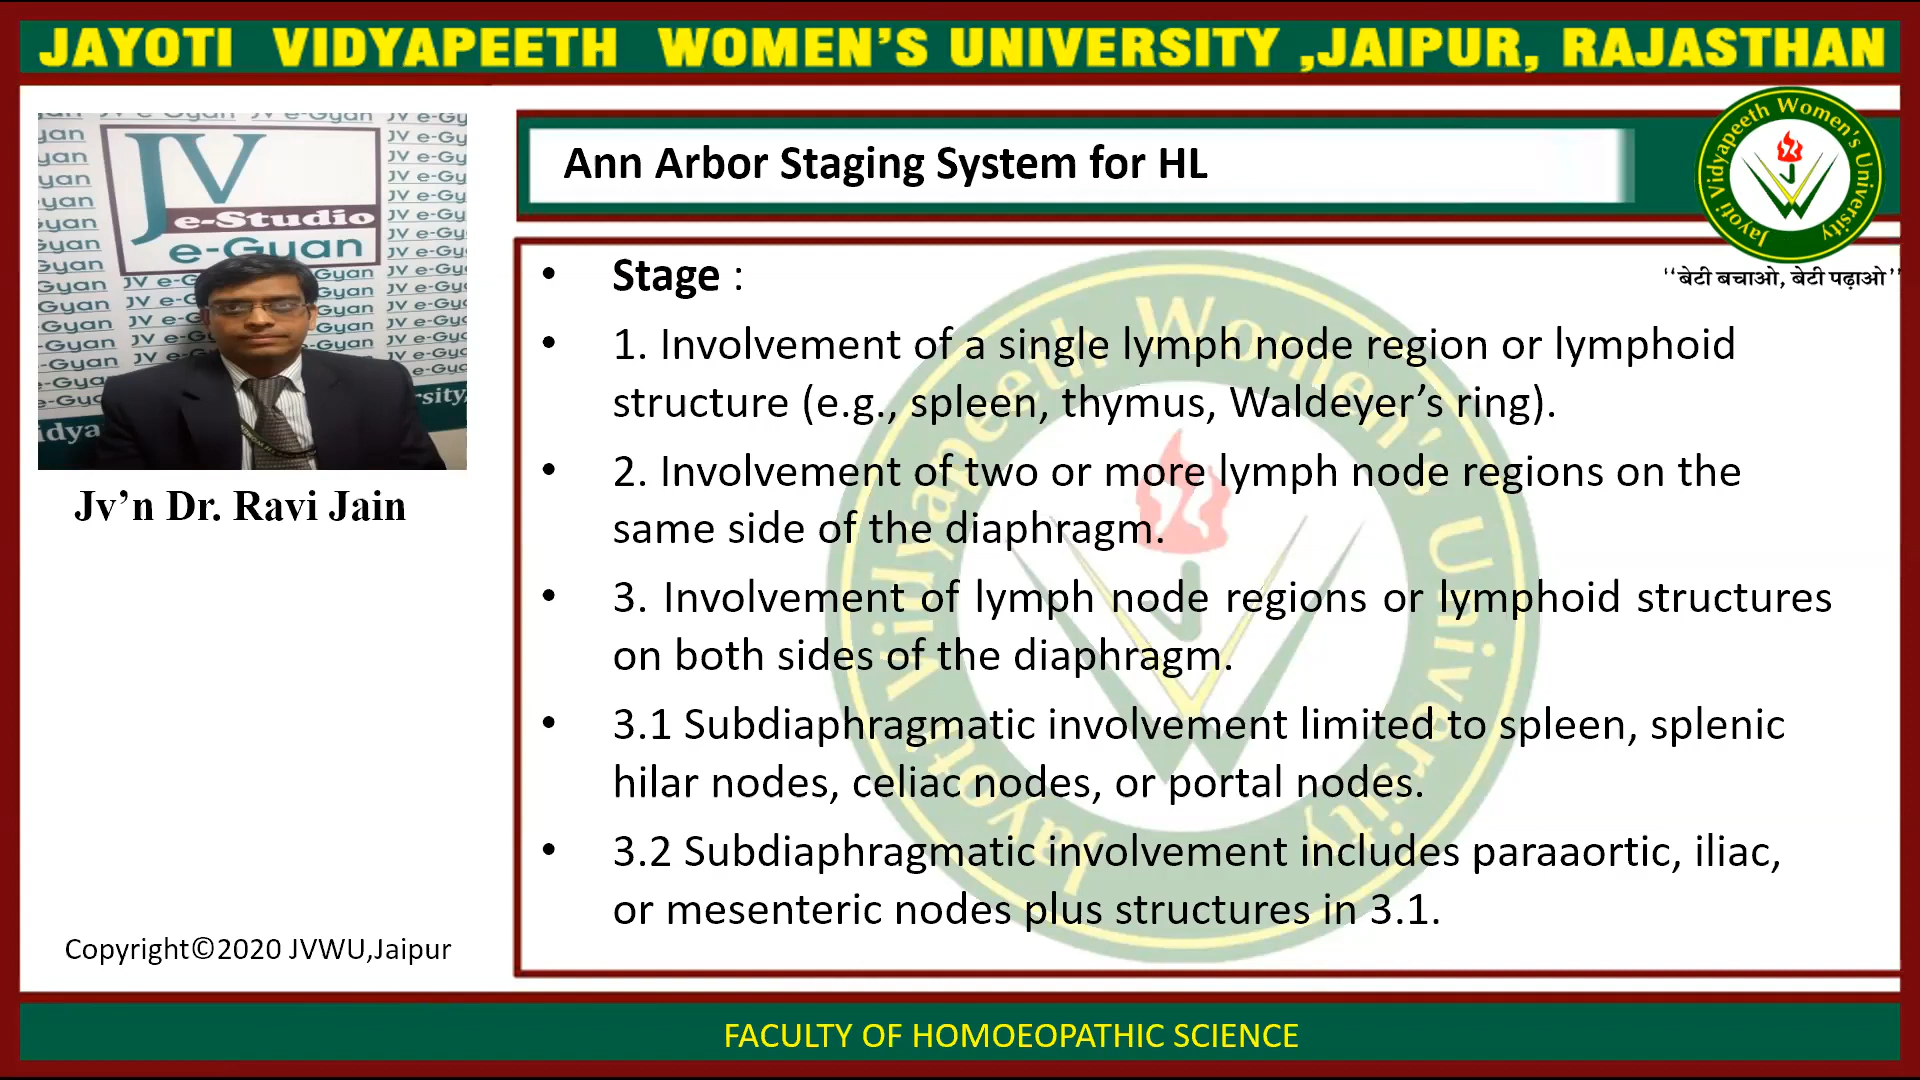 JAYOTI VIDYAPEETH WOMEN'S UNIVERSITY ,JAIPUR, RAJASTHAN
JV
e-Studio
e-Gyan
Jv'n Dr. Ravi Jain
Copyright©2020 JVWU,Jaipur
Ann Arbor Staging System for HL
Jayoti Vidyapeeth Women's University
‘‘बेटी बचाओ, बेटी पढ़ाओ’’
• Stage :
• 1. Involvement of a single lymph node region or lymphoid
structure (e.g., spleen, thymus, Waldeyer’s ring).
• 2. Involvement of two or more lymph node regions on the
same side of the diaphragm.
• 3. Involvement of lymph node regions or lymphoid structures
on both sides of the diaphragm.
• 3.1 Subdiaphragmatic involvement limited to spleen, splenic
hilar nodes, celiac nodes, or portal nodes.
• 3.2 Subdiaphragmatic involvement includes paraaortic, iliac,
or mesenteric nodes plus structures in 3.1.
FACULTY OF HOMOEOPATHIC SCIENCE